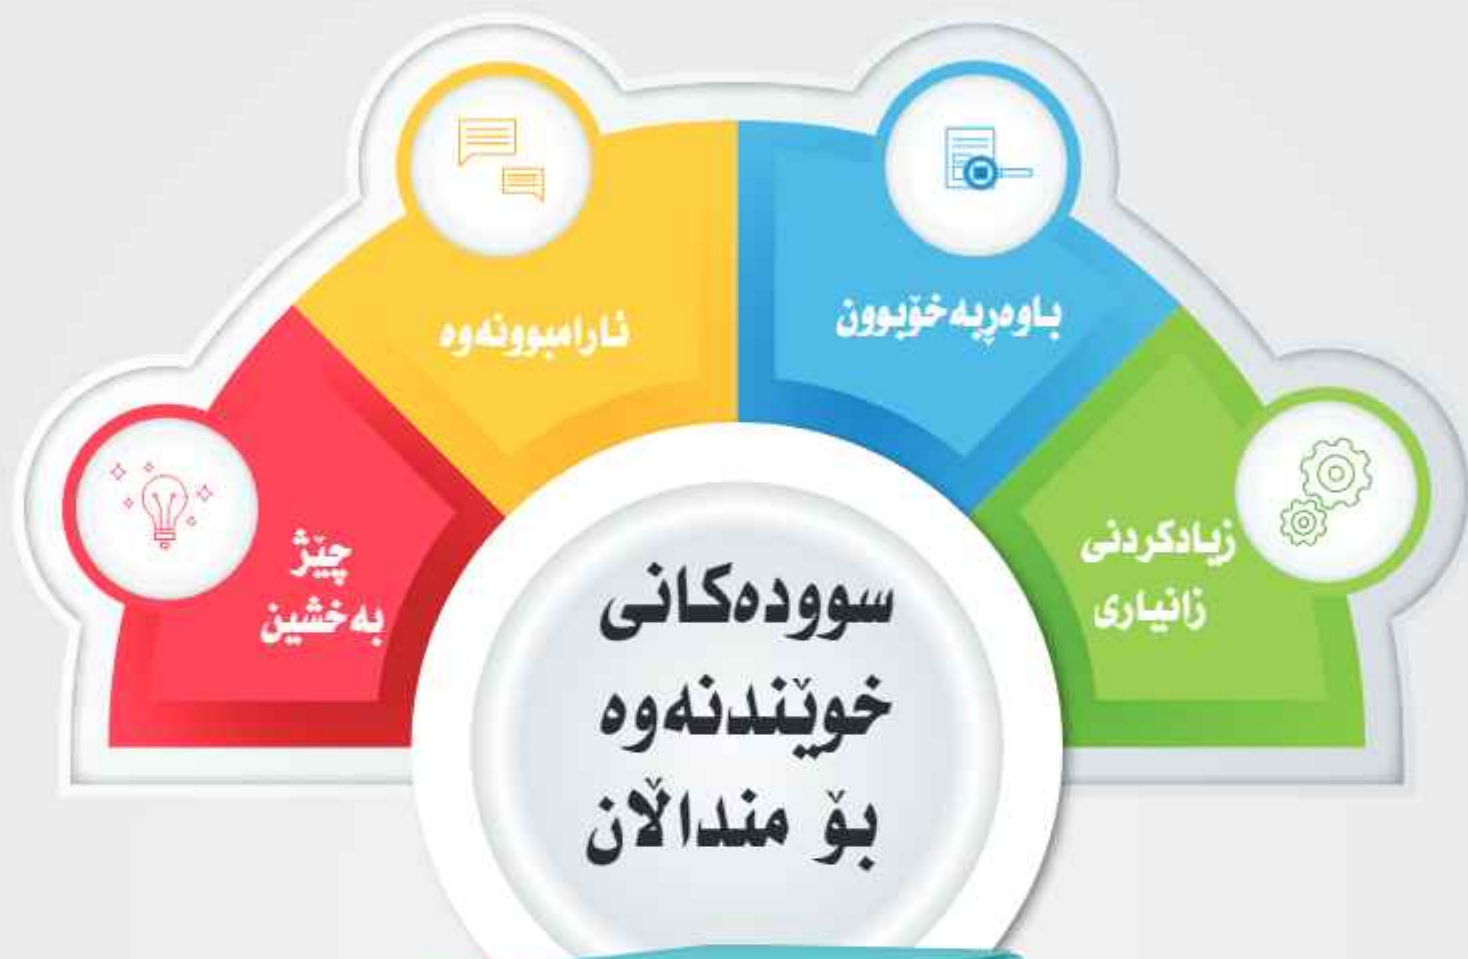 سوودەکانی
خوێندنەوە
بۆ منداڵان
زیادکردنی
زانیاری
باوەڕبەخۆبوون
ئارامبوونەوە
چێژ
بەخشین